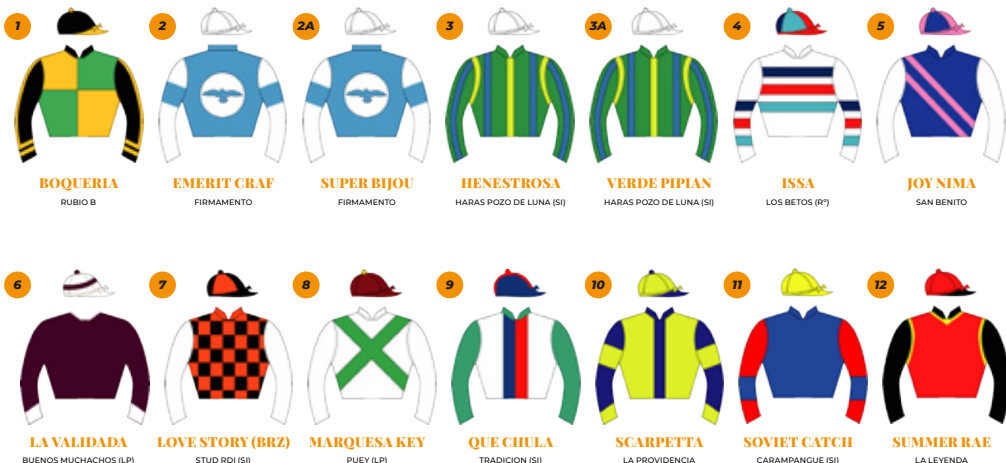 1 2 2A 3 3A 4 5
BOQUERIA EMERIT CRAF SUPER BIJOU HENESTROSA VERDE PIPIAN ISSA JOY NIMA
RUBIO B FIRMAMENTO FIRMAMENTO HARAS POZO DE LUNA (SI) HARAS POZO DE LUNA (SI) LOS BETOS (Rº) SAN BENITO
6 7 8 9 10 11 12
LA VALIDADA LOVE STORY (BRZ) MARQUESA KEY QUE CHULA SCARPETTA SOVIET CATCH SUMMER RAE
BUENOS MUCHACHOS (LP) STUD RDI (SI) PUEY (LP) TRADICION (SI) LA PROVIDENCIA CARAMPANGUE (SI) LA LEYENDA